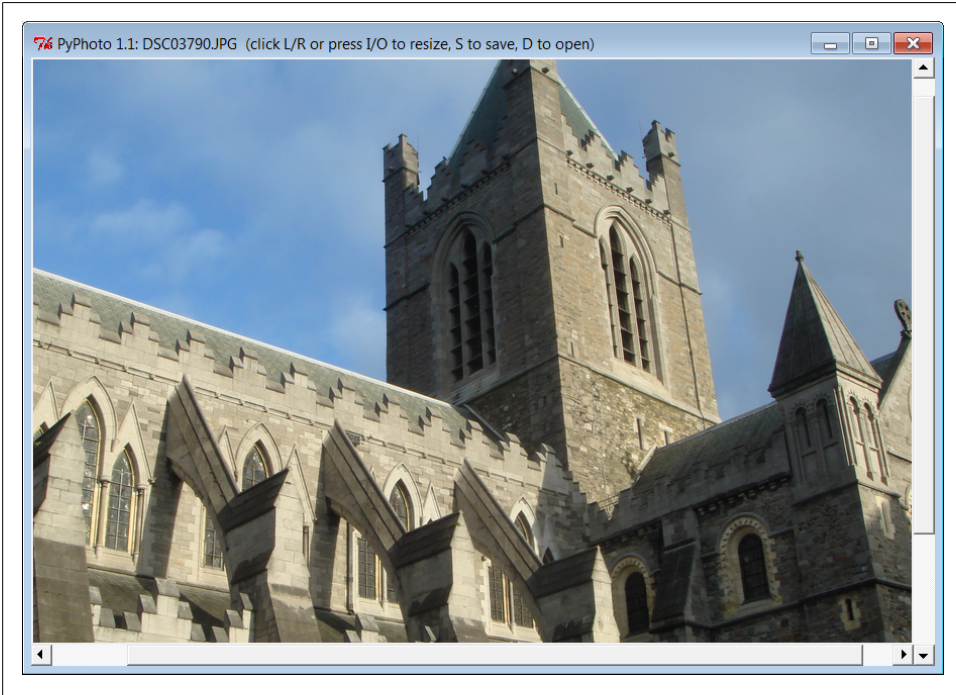 PyPhoto 1.1: DSC03790.JPG (click L/R or press I/O to resize, S to save, D to open)